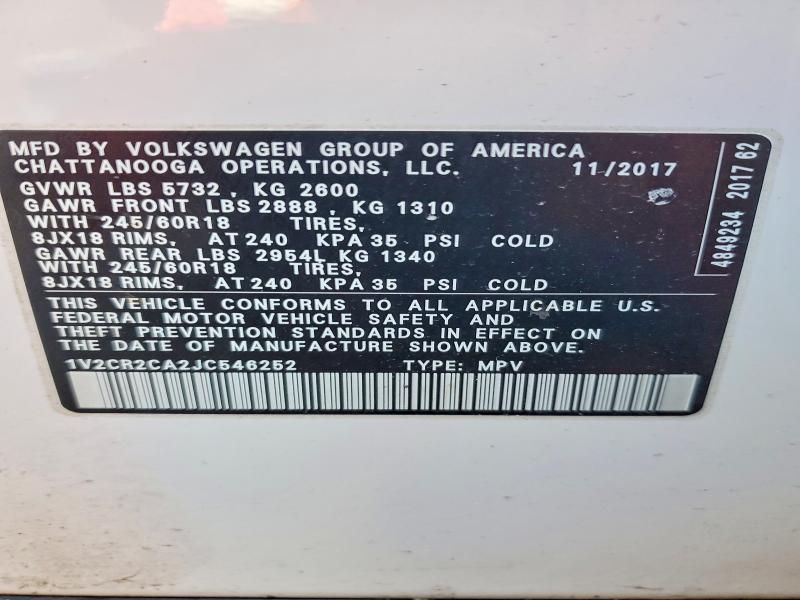 MFD BY VOLKSWAGEN GROUP OF AMERICA
CHATTANOOGA OPERATIONS, LLC. 11/2017
GVWR LBS 5732 , KG 2600
GAWR FRONT LBS 2888 , KG 1310
WITH 245/60R18 TIRES,
8JX18 RIMS, AT 240 KPA 35 PSI COLD
GAWR REAR LBS 2954L KG 1340
WITH 245/60R18 TIRES,
8JX18 RIMS, AT 240 KPA 35 PSI COLD
THIS VEHICLE CONFORMS TO ALL APPLICABLE U.S.
FEDERAL MOTOR VEHICLE SAFETY AND
THEFT PREVENTION STANDARDS IN EFFECT ON
THE DATE OF MANUFACTURE SHOWN ABOVE
1V2CR2CA2JC546252 TYPE: MPV
4849234 2017 62